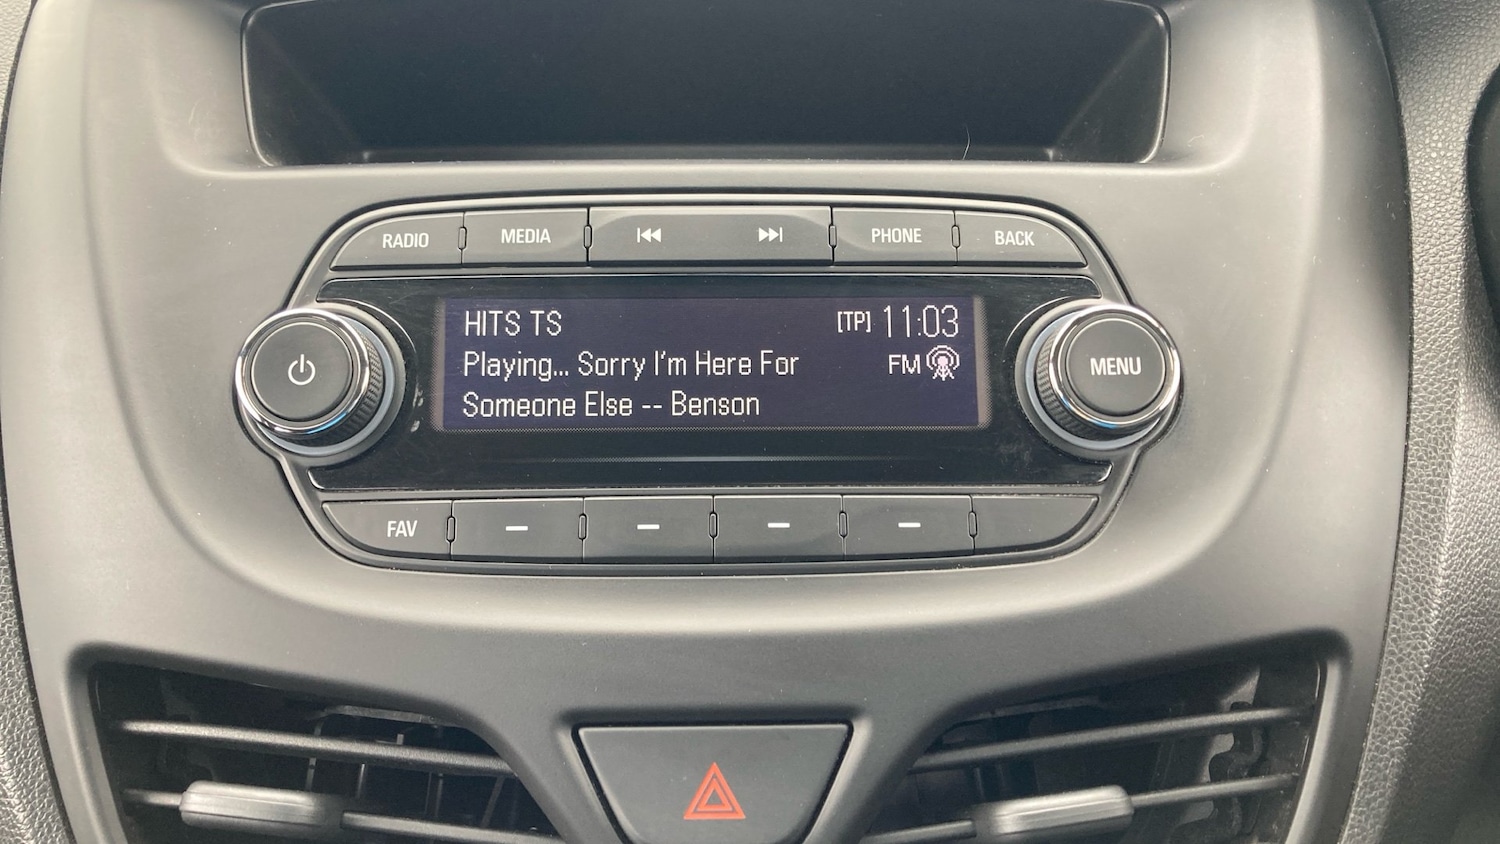 RADIO MEDIA PHONE BACK
HITS TS [TP] 11:03
Playing... Sorry I'm Here For FM
Someone Else -- Benson
MENU
FAV